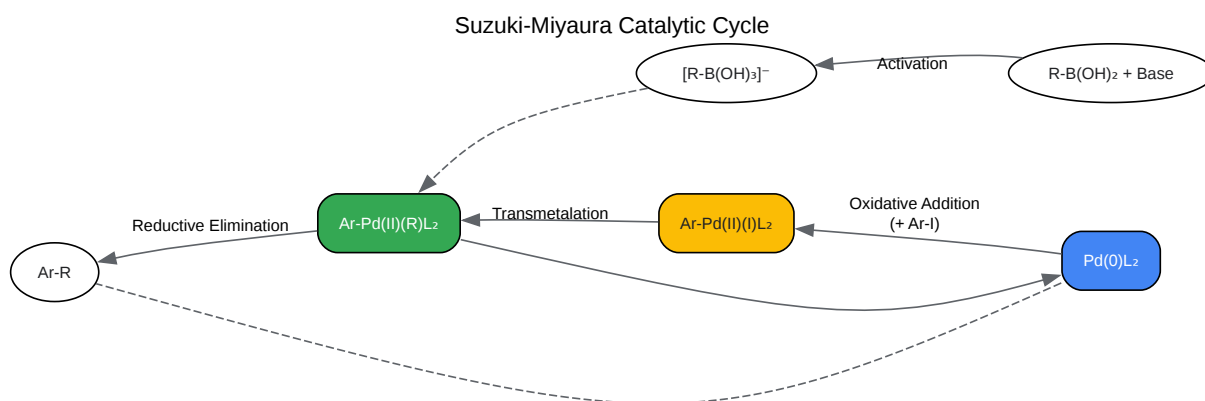 Suzuki-Miyaura Catalytic Cycle
[R-B(OH)₃]⁻
Activation
R-B(OH)₂ + Base
Reductive Elimination
Ar-Pd(II)(R)L₂
Transmetalation
Ar-Pd(II)(I)L₂
Oxidative Addition
(+ Ar-I)
Pd(0)L₂
Ar-R